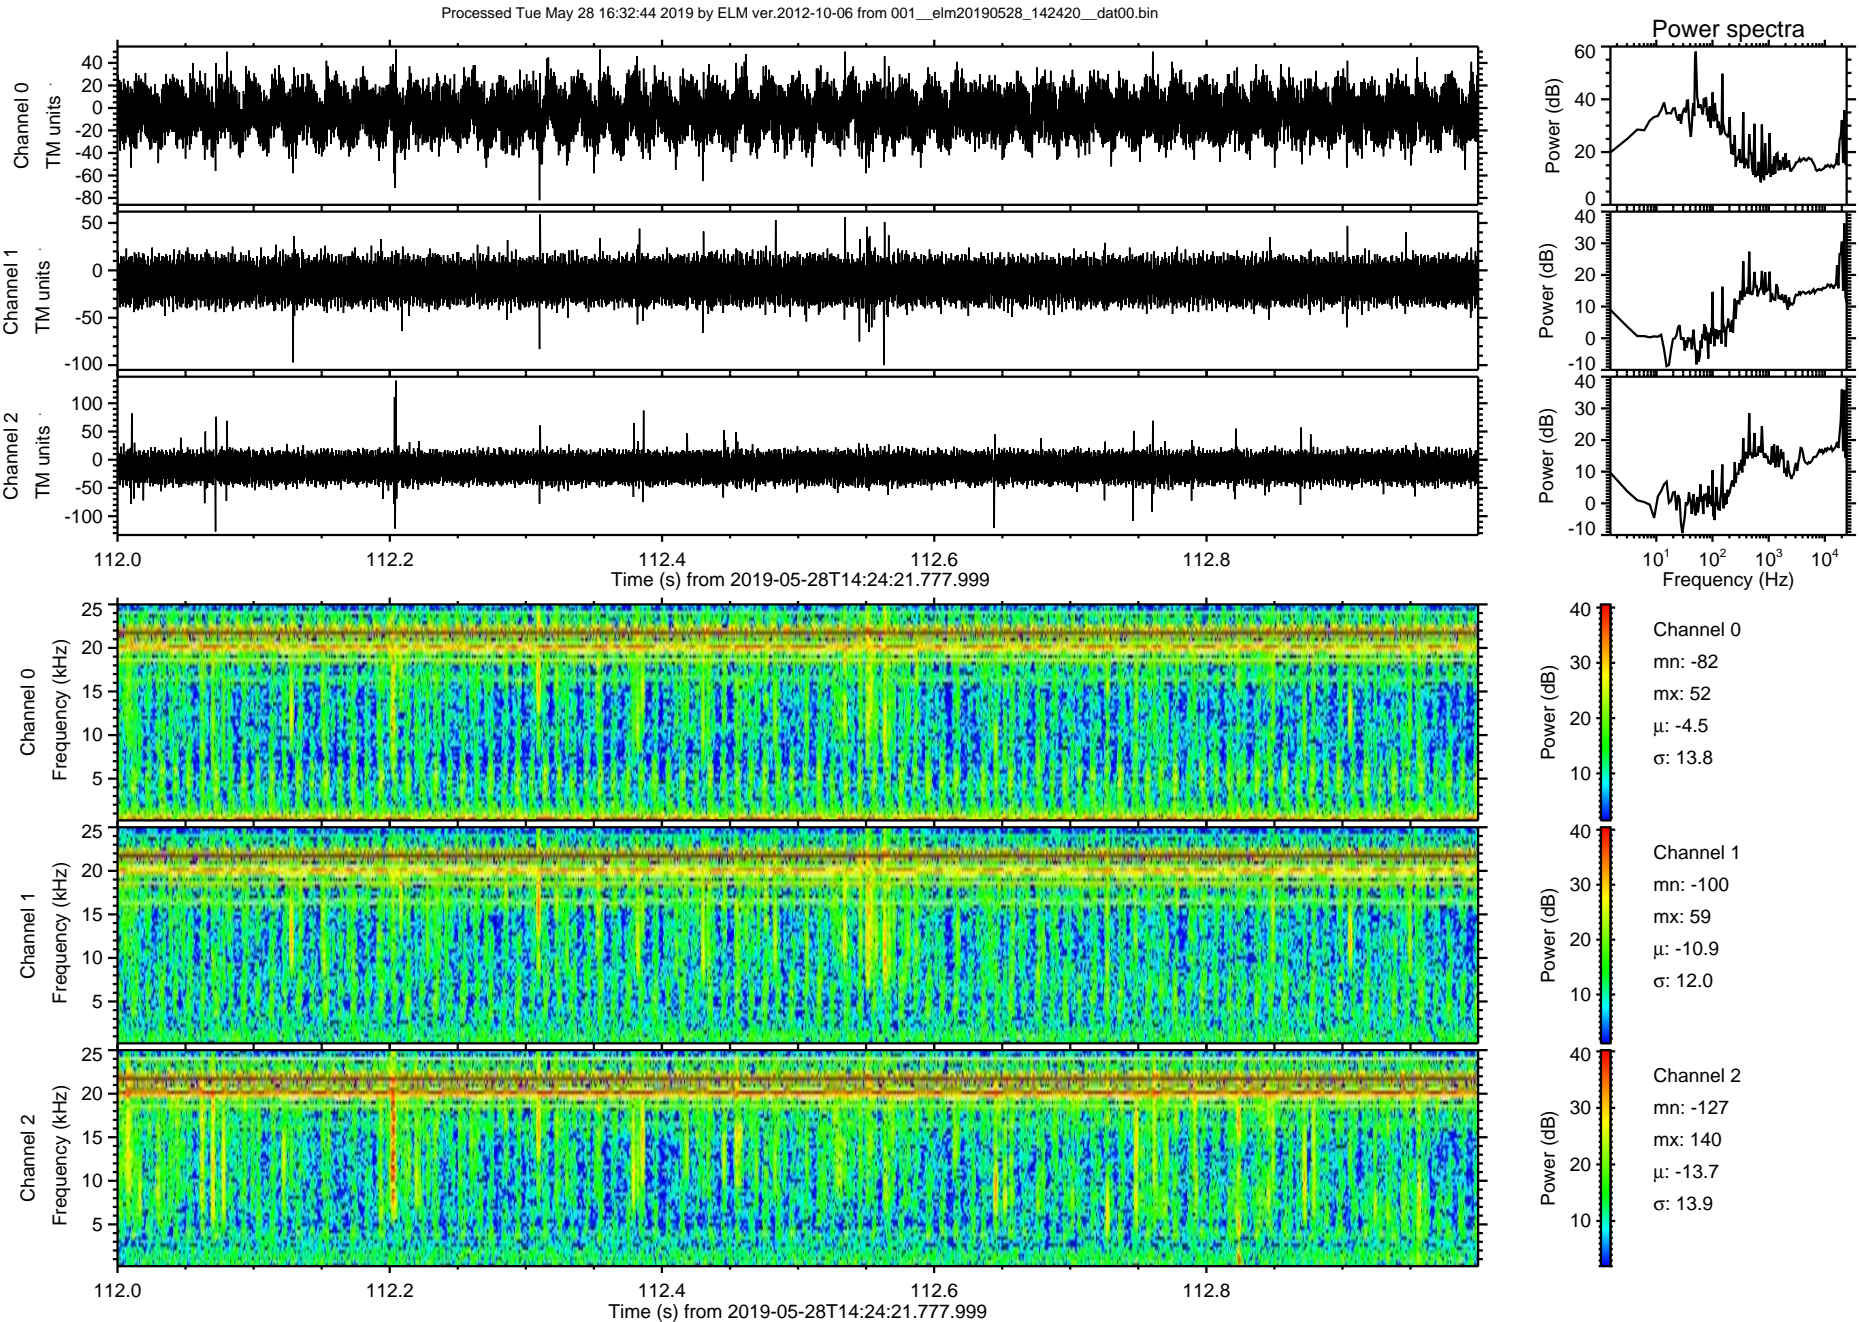 Processed Tue May 28 16:32:44 2019 by ELM ver.2012-10-06 from 001__elm20190528_142420__dat00.bin
Power spectra
Channel 0
TM units
40
20
0
-20
-40
-60
-80
Power (dB)
60
40
20
0
Channel 1
TM units
50
0
-50
-100
Power (dB)
40
30
20
10
0
-10
Channel 2
TM units
100
50
0
-50
-100
Power (dB)
40
30
20
10
0
-10
112.0 112.2 112.4 112.6 112.8
Time (s) from 2019-05-28T14:24:21.777.999
10^1 10^2 10^3 10^4
Frequency (Hz)
Channel 0
Frequency (kHz)
25
20
15
10
5
Power (dB)
40
30
20
10
Channel 0
mn: -82
mx: 52
μ: -4.5
σ: 13.8
Channel 1
Frequency (kHz)
25
20
15
10
5
Power (dB)
40
30
20
10
Channel 1
mn: -100
mx: 59
μ: -10.9
σ: 12.0
Channel 2
Frequency (kHz)
25
20
15
10
5
Power (dB)
40
30
20
10
Channel 2
mn: -127
mx: 140
μ: -13.7
σ: 13.9
112.0 112.2 112.4 112.6 112.8
Time (s) from 2019-05-28T14:24:21.777.999